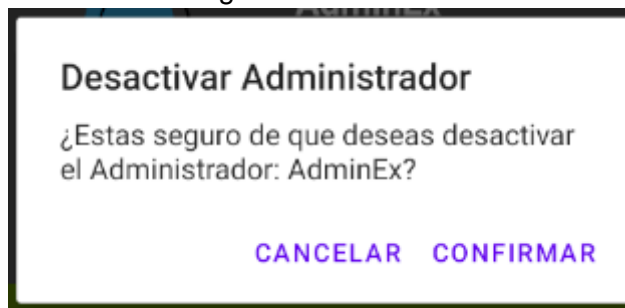 Desactivar Administrador
¿Estas seguro de que deseas desactivar
el Administrador: AdminEx?
CANCELAR CONFIRMAR